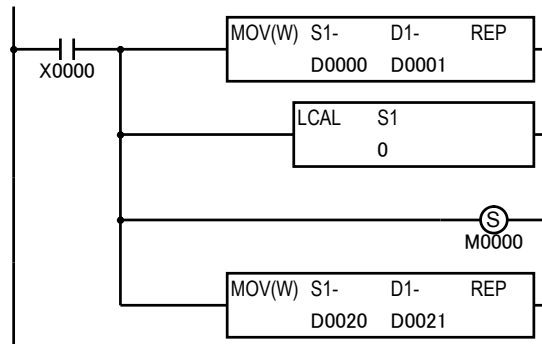 MOV(W) S1- D1- REP
D0000 D0001
X0000
LCAL S1
0
S
M0000
MOV(W) S1- D1- REP
D0020 D0021